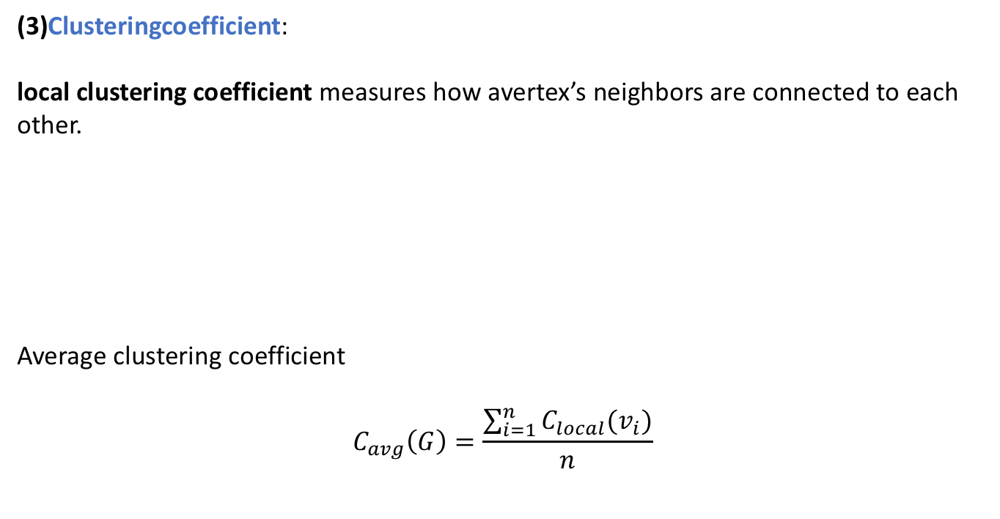 (3)Clusteringcoefficient:
local clustering coefficient measures how avertex’s neighbors are connected to each
other.
Average clustering coefficient
$C_{avg}(G) = \frac{\sum_{i=1}^{n} C_{local}(v_i)}{n}$